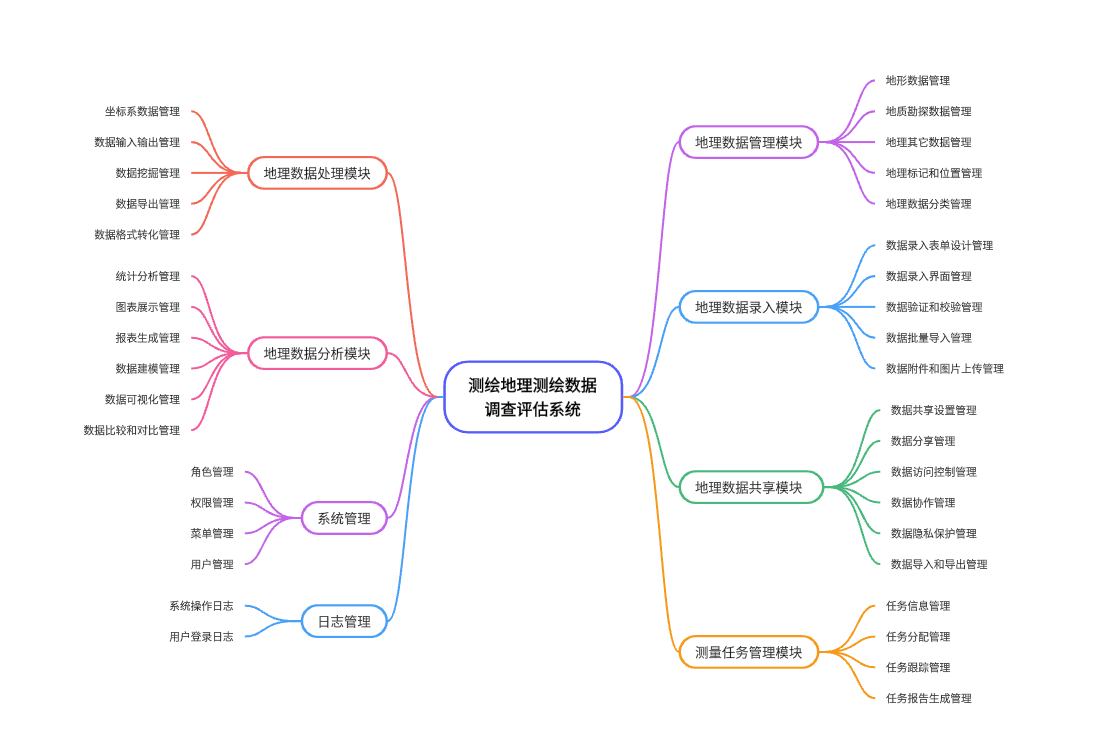 测绘地理测绘数据
调查评估系统
地理数据管理模块
地形数据管理
地质勘探数据管理
地理其它数据管理
地理标记和位置管理
地理数据分类管理
地理数据录入模块
数据录入表单设计管理
数据录入界面管理
数据验证和校验管理
数据批量导入管理
数据附件和图片上传管理
地理数据共享模块
数据共享设置管理
数据分享管理
数据访问控制管理
数据协作管理
数据隐私保护管理
数据导入和导出管理
测量任务管理模块
任务信息管理
任务分配管理
任务跟踪管理
任务报告生成管理
地理数据处理模块
坐标系数据管理
数据输入输出管理
数据挖掘管理
数据导出管理
数据格式转化管理
地理数据分析模块
统计分析管理
图表展示管理
报表生成管理
数据建模管理
数据可视化管理
数据比较和对比管理
系统管理
角色管理
权限管理
菜单管理
用户管理
日志管理
系统操作日志
用户登录日志